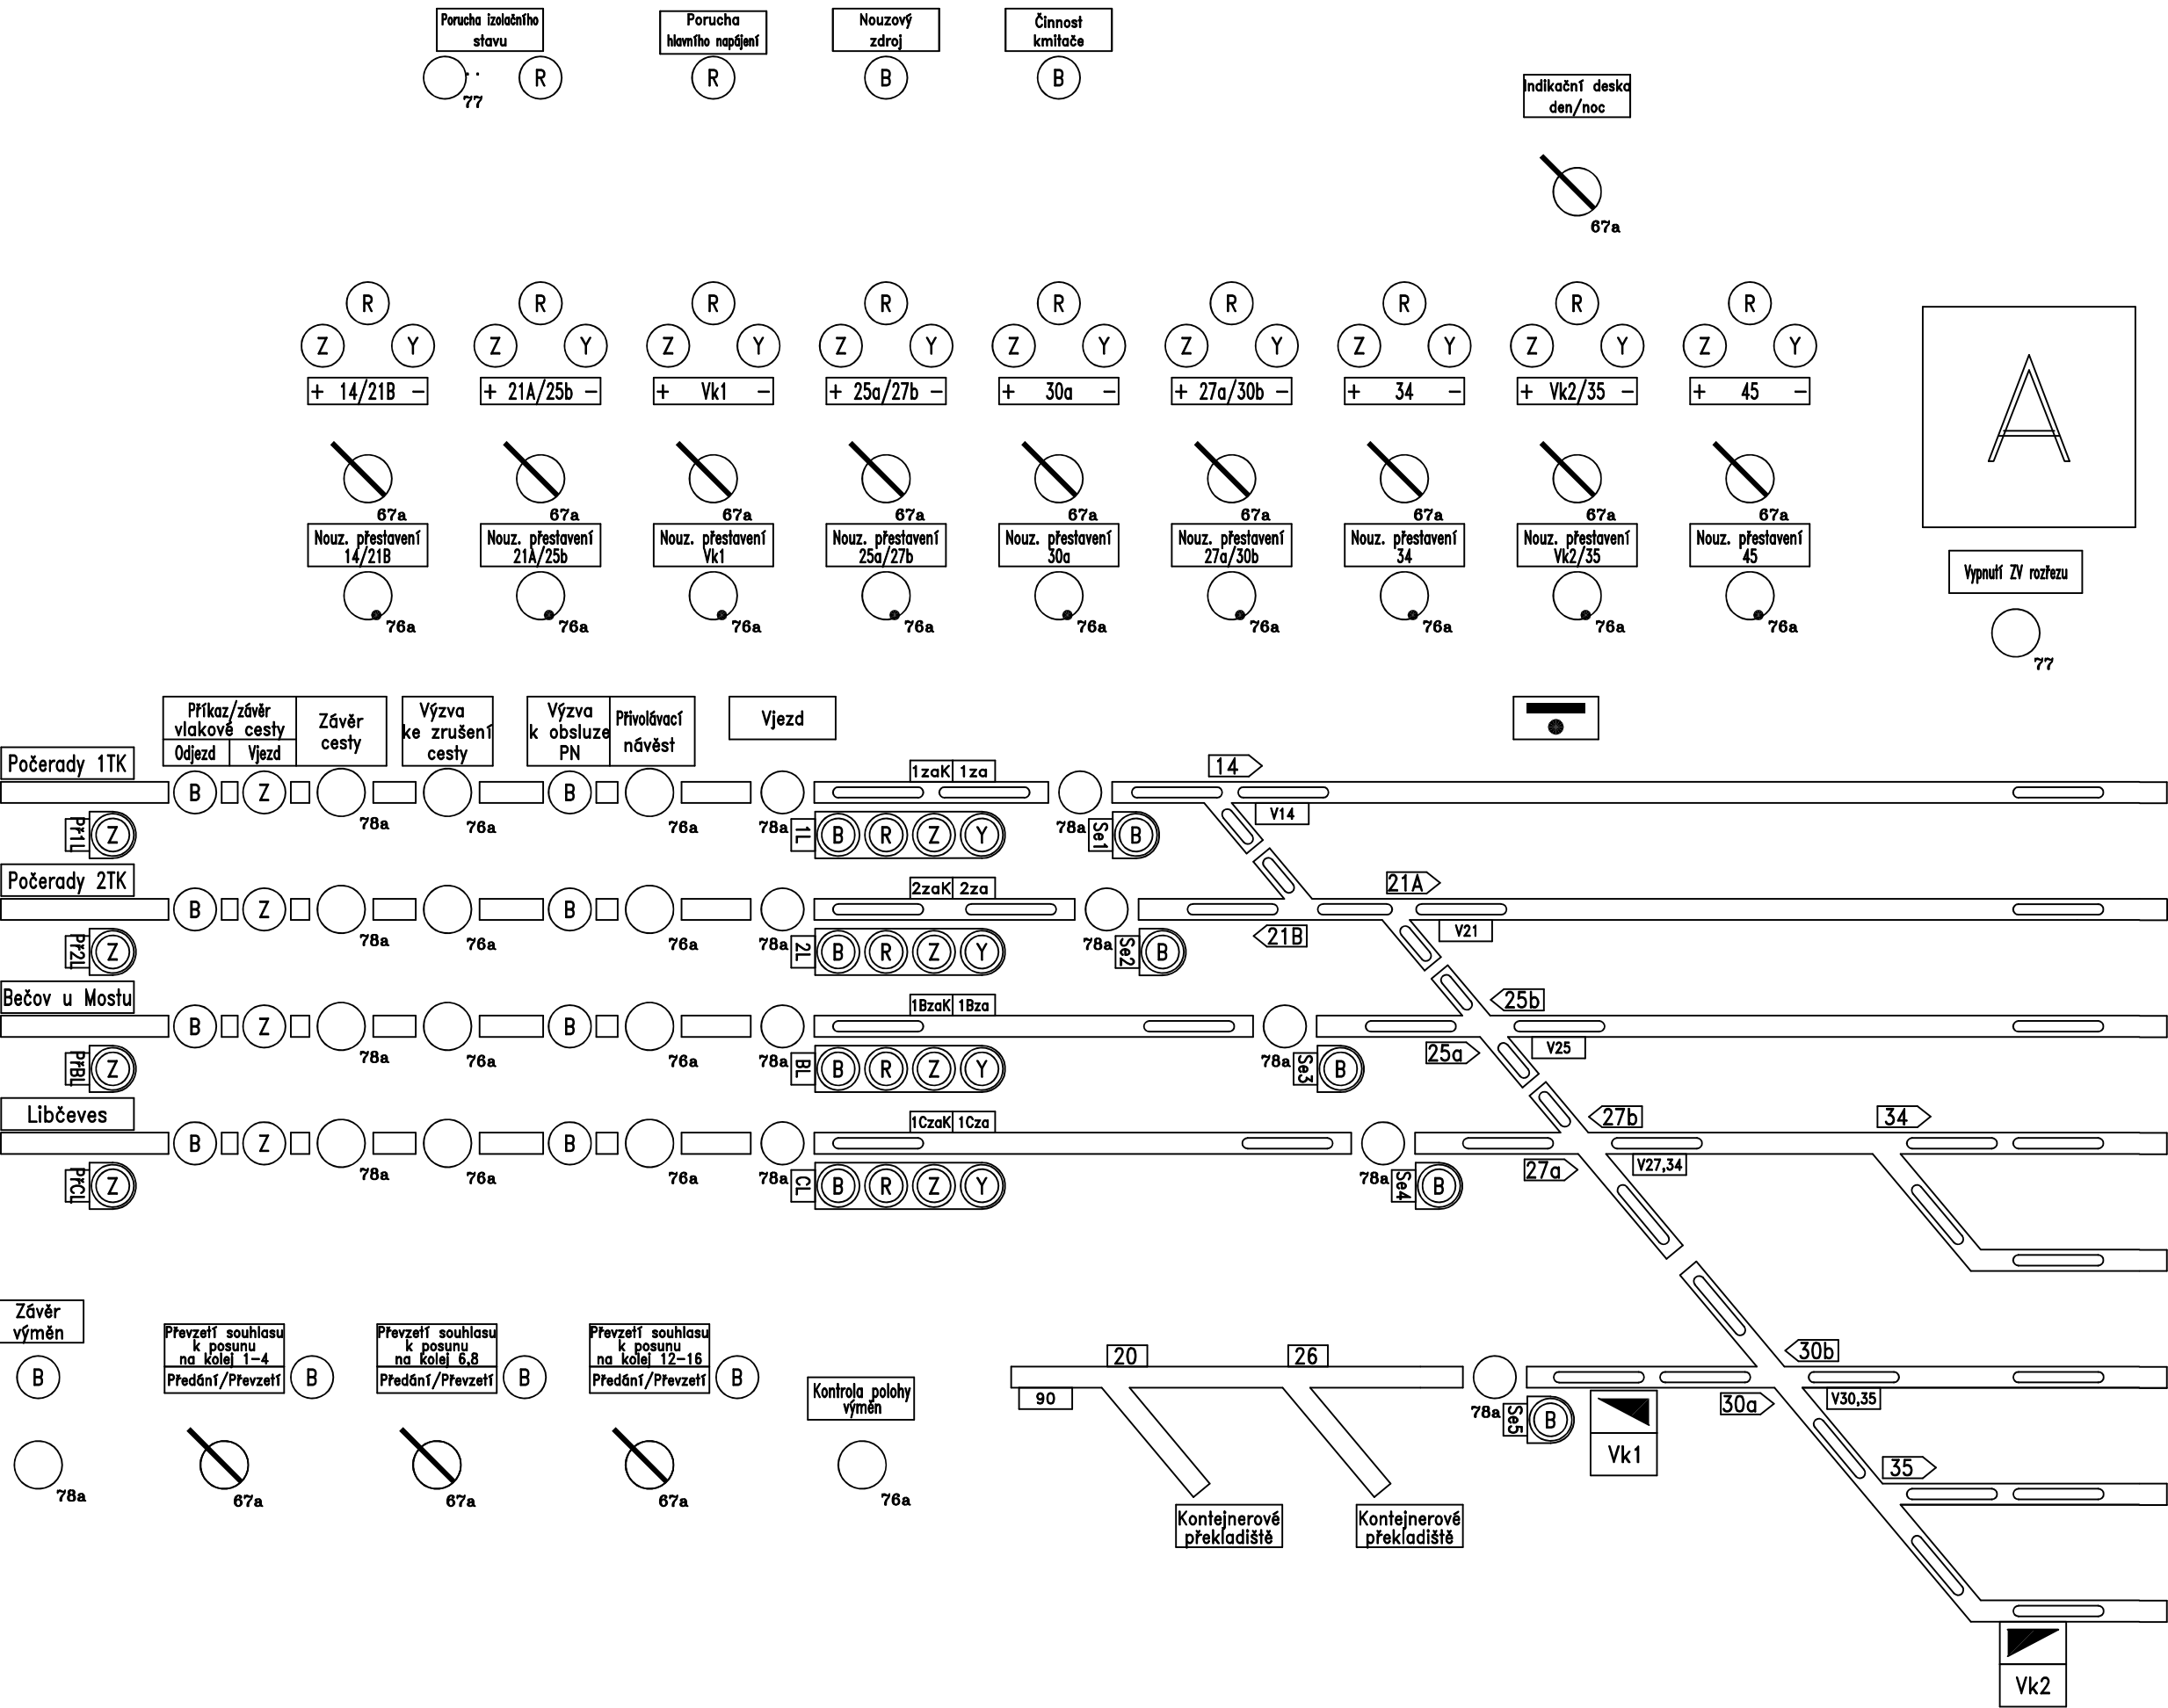 Porucha izolačního
stavu
Porucha
hlavního napájení
Nouzový
zdroj
Činnost
kmitače
R R B B
77
Indikační deska
den/noc
67a
R R R R R R R R R
Z Y Z Y Z Y Z Y Z Y Z Y Z Y Z Y Z Y
+ 14/21B − + 21A/25b − + Vk1 − + 25a/27b − + 30a − + 27a/30b − + 34 − + Vk2/35 − + 45 −
A
67a 67a 67a 67a 67a 67a 67a 67a 67a
Nouz. přestavení
14/21B
Nouz. přestavení
21A/25b
Nouz. přestavení
Vk1
Nouz. přestavení
25a/27b
Nouz. přestavení
30a
Nouz. přestavení
27a/30b
Nouz. přestavení
34
Nouz. přestavení
Vk2/35
Nouz. přestavení
45
76a 76a 76a 76a 76a 76a 76a 76a 76a
Vypnutí ZV rozřezu
77
Příkaz/závěr
vlakové cesty
Odjezd Vjezd
Závěr
cesty
Výzva
ke zrušení
cesty
Výzva
k obsluze
PN
Přivolávací
návěst
Vjezd
Počerady 1TK
B Z B
1zaK 1za
14
78a 76a 76a 78a 78a
V14
Př1L Z
1L B R Z Y
Se1 B
Počerady 2TK
B Z B
2zaK 2za
21A
78a 76a 76a 78a 78a
21B
V21
Př2L Z
2L B R Z Y
Se2 B
Bečov u Mostu
B Z B
1BzaK 1Bza
25b
78a 76a 76a 78a 78a
25a
V25
PřBL Z
BL B R Z Y
Se3 B
Libčeves
B Z B
1CzaK 1Cza
27b
34
78a 76a 76a 78a 78a
27a
V27,34
PřCL Z
CL B R Z Y
Se4 B
Závěr
výměn
B
78a
Převzetí souhlasu
k posunu
na kolej 1−4
Předání/Převzetí
B
67a
Převzetí souhlasu
k posunu
na kolej 6,8
Předání/Převzetí
B
67a
Převzetí souhlasu
k posunu
na kolej 12−16
Předání/Převzetí
B
67a
Kontrola polohy
výměn
76a
20 26
90
30b
78a
Se5 B
30a
V30,35
Vk1
35
Kontejnerové
překladiště
Kontejnerové
překladiště
Vk2